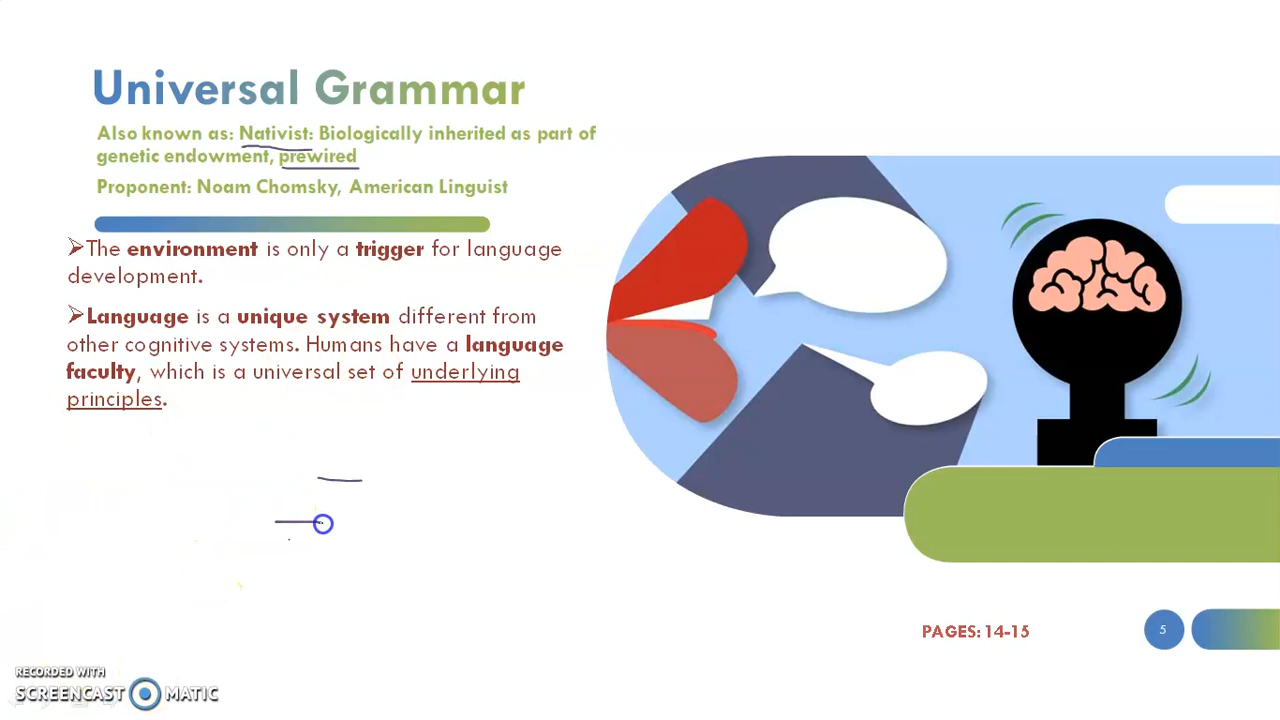 Universal Grammar
Also known as: Nativist: Biologically inherited as part of
genetic endowment, prewired
Proponent: Noam Chomsky, American Linguist
➢The environment is only a trigger for language
development.
➢Language is a unique system different from
other cognitive systems. Humans have a language
faculty, which is a universal set of underlying
principles.
PAGES: 14-15
5
RECORDED WITH
SCREENCAST MATIC